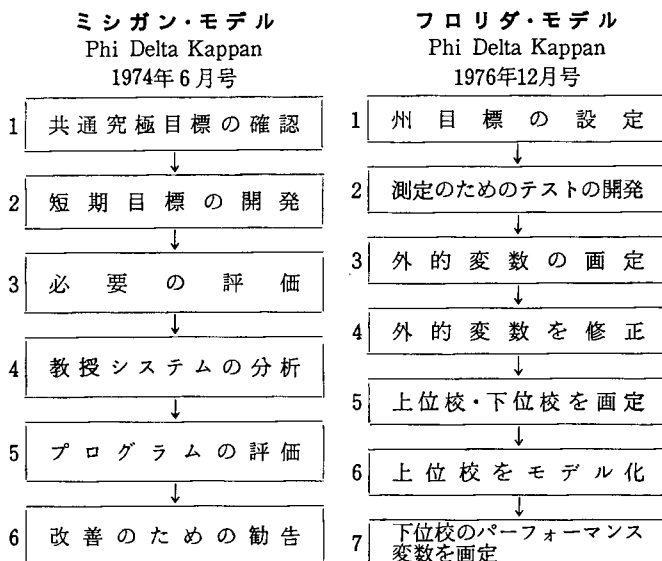 ミシガン・モデル
Phi Delta Kappan
1974年6月号
1 共通究極目標の確認
2 短期目標の開発
3 必要の評価
4 教授システムの分析
5 プログラムの評価
6 改善のための勧告
フロリダ・モデル
Phi Delta Kappan
1976年12月号
1 州目標の設定
2 測定のためのテストの開発
3 外的変数の画定
4 外的変数を修正
5 上位校・下位校を画定
6 上位校をモデル化
7 下位校のパーフォーマンス
変数を画定